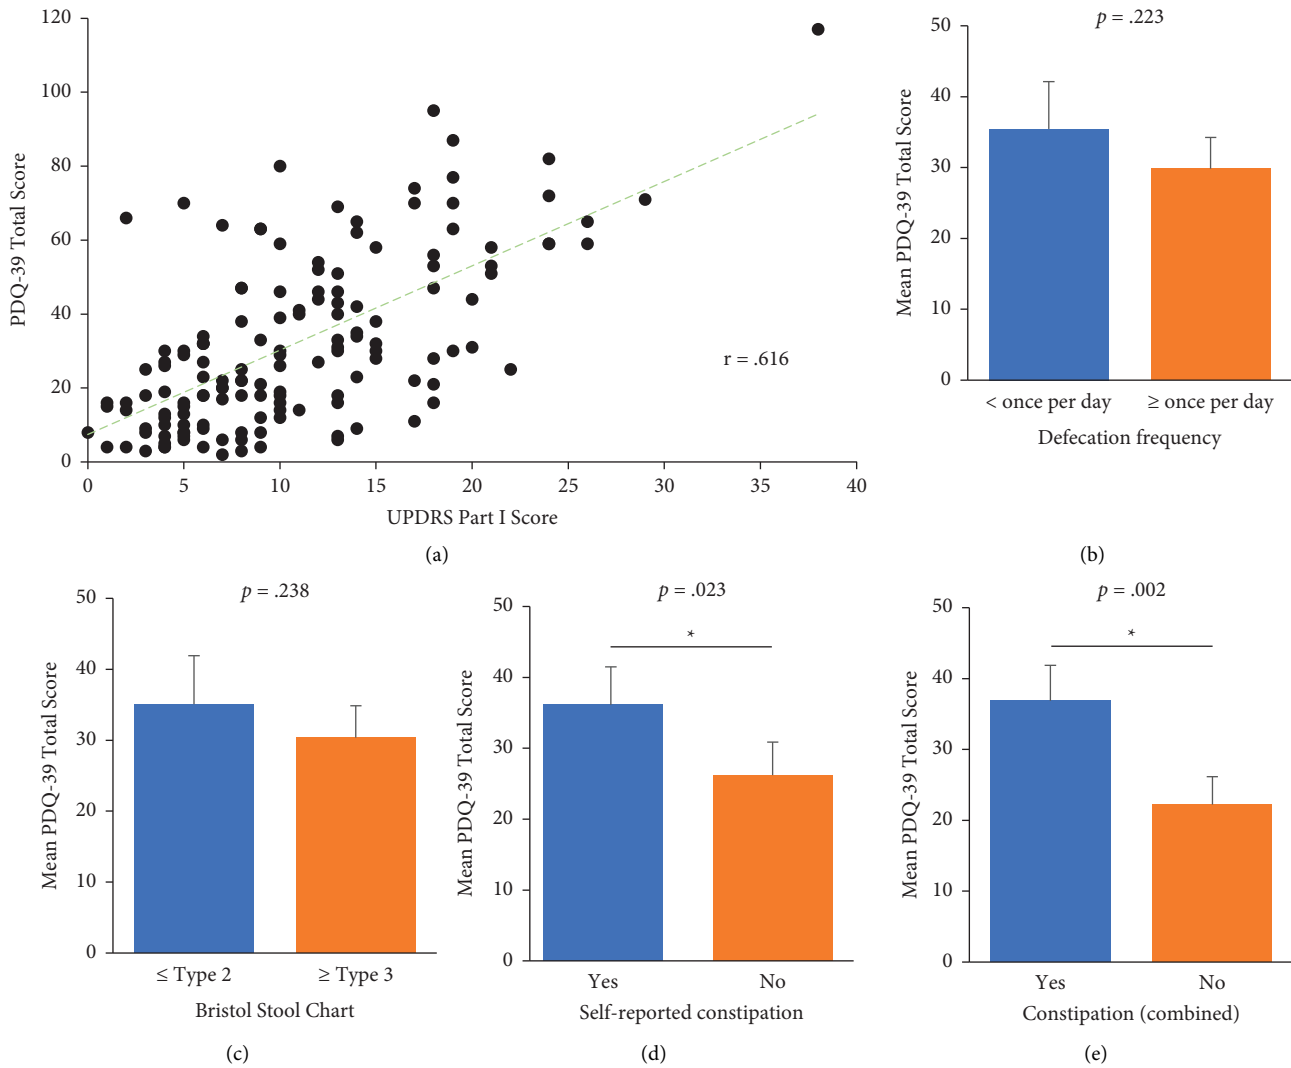 120
100
80
60
40
20
0
PDQ-39 Total Score
r = .616
0 5 10 15 20 25 30 35 40
UPDRS Part I Score
(a)
p = .223
50
40
30
20
10
0
Mean PDQ-39 Total Score
< once per day ≥ once per day
Defecation frequency
(b)
p = .238
50
40
30
20
10
0
Mean PDQ-39 Total Score
≤ Type 2 ≥ Type 3
Bristol Stool Chart
(c)
p = .023
*
50
40
30
20
10
0
Mean PDQ-39 Total Score
Yes No
Self-reported constipation
(d)
p = .002
*
50
40
30
20
10
0
Mean PDQ-39 Total Score
Yes No
Constipation (combined)
(e)